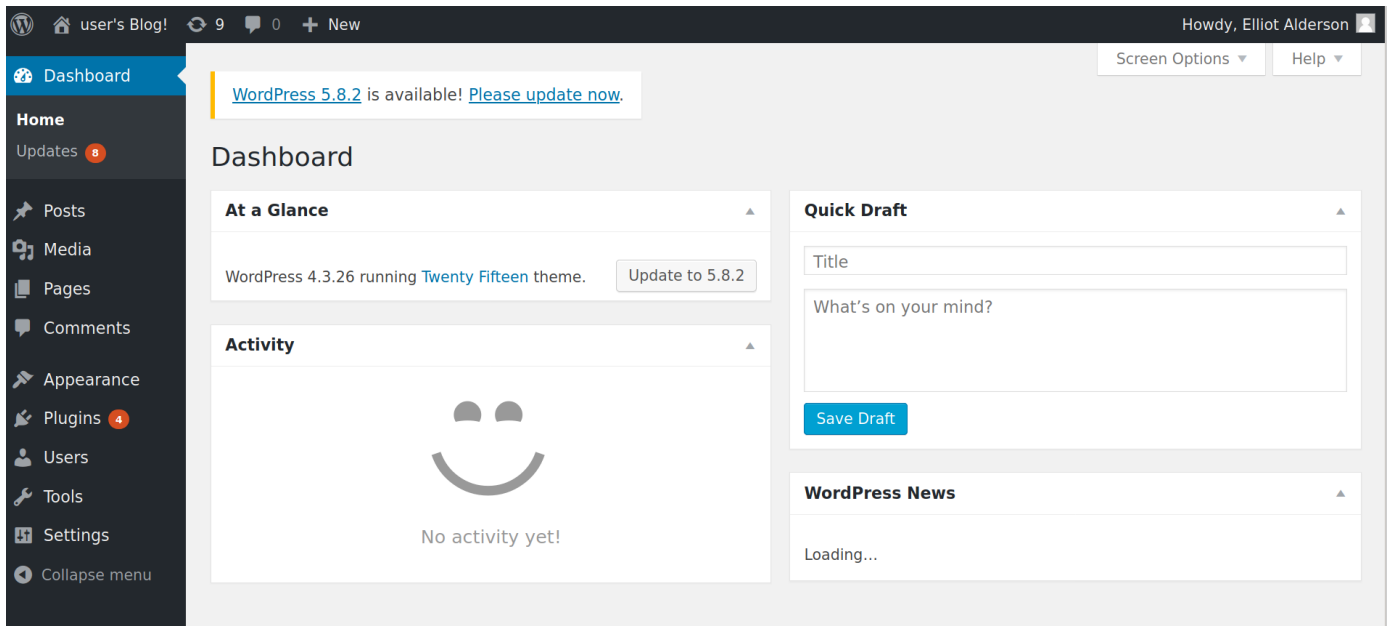 user's Blog! 9 0 New Howdy, Elliot Alderson
Dashboard
Home
Updates 8
Posts
Media
Pages
Comments
Appearance
Plugins 4
Users
Tools
Settings
Collapse menu
Screen Options Help
WordPress 5.8.2 is available! Please update now.
Dashboard
At a Glance
WordPress 4.3.26 running Twenty Fifteen theme. Update to 5.8.2
Activity
No activity yet!
Quick Draft
Title
What's on your mind?
Save Draft
WordPress News
Loading…